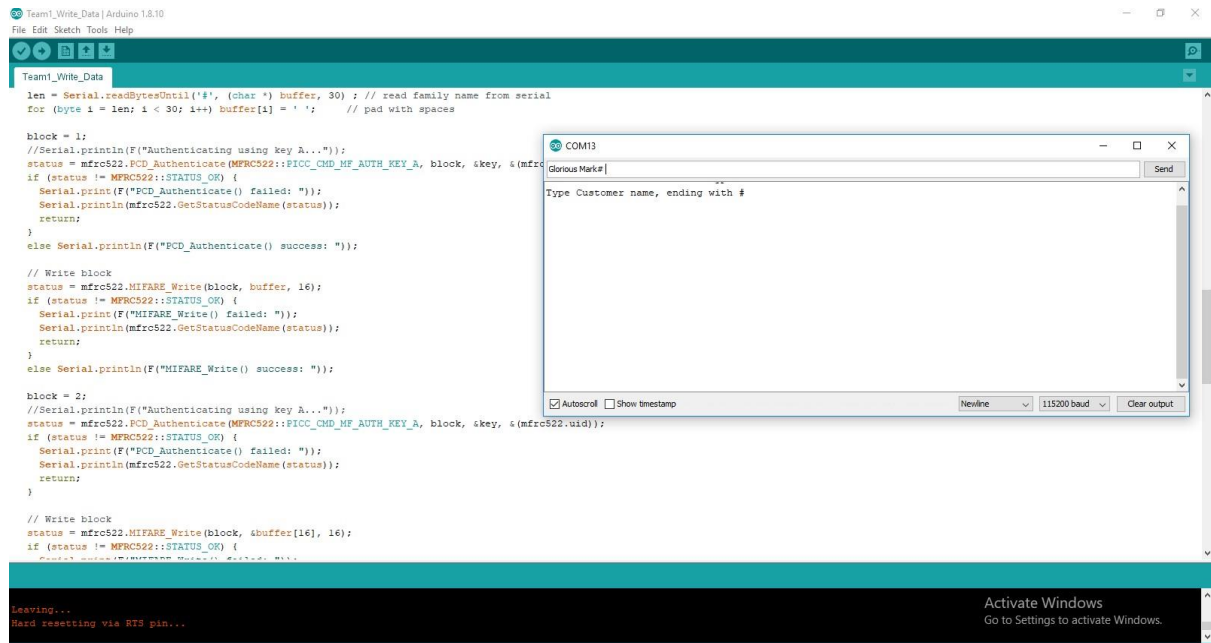 Team1_Write_Data | Arduino 1.8.10
File Edit Sketch Tools Help
Team1_Write_Data
len = Serial.readBytesUntil('#', (char *) buffer, 30) ; // read family name from serial
for (byte i = len; i < 30; i++) buffer[i] = ' ';     // pad with spaces
block = 1;
//Serial.println(F("Authenticating using key A..."));
status = mfrc522.PCD_Authenticate(MFRC522::PICC_CMD_MF_AUTH_KEY_A, block, &key, &(mfrc
if (status != MFRC522::STATUS_OK) {
Serial.print(F("PCD_Authenticate() failed: "));
Serial.println(mfrc522.GetStatusCodeName(status));
return;
}
else Serial.println(F("PCD_Authenticate() success: "));
// Write block
status = mfrc522.MIFARE_Write(block, buffer, 16);
if (status != MFRC522::STATUS_OK) {
Serial.print(F("MIFARE_Write() failed: "));
Serial.println(mfrc522.GetStatusCodeName(status));
return;
}
else Serial.println(F("MIFARE_Write() success: "));
block = 2;
//Serial.println(F("Authenticating using key A..."));
status = mfrc522.PCD_Authenticate(MFRC522::PICC_CMD_MF_AUTH_KEY_A, block, &key, &(mfrc522.uid));
if (status != MFRC522::STATUS_OK) {
Serial.print(F("PCD_Authenticate() failed: "));
Serial.println(mfrc522.GetStatusCodeName(status));
return;
}
// Write block
status = mfrc522.MIFARE_Write(block, &buffer[16], 16);
if (status != MFRC522::STATUS_OK) {
COM13
Glorious Mark#
Send
Type Customer name, ending with #
Autoscroll Show timestamp Newline 115200 baud Clear output
Leaving...
Hard resetting via RTS pin...
Activate Windows
Go to Settings to activate Windows.